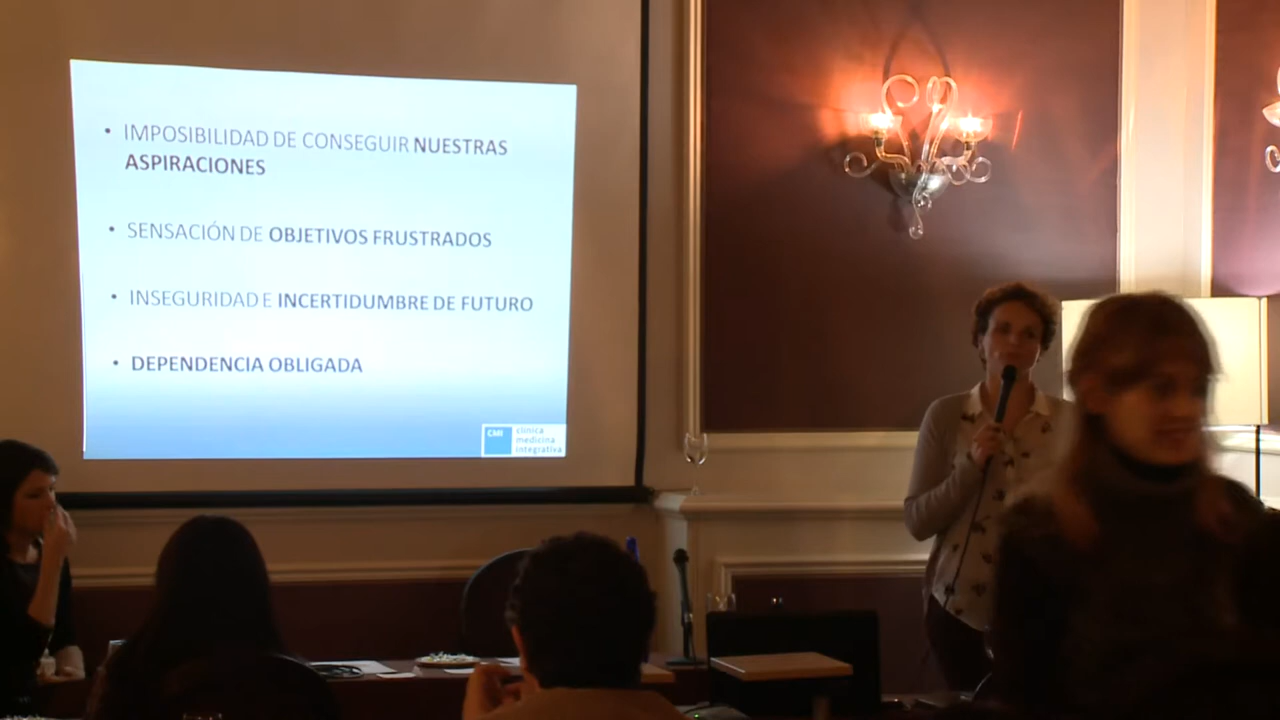 • IMPOSIBILIDAD DE CONSEGUIR NUESTRAS
ASPIRACIONES
• SENSACIÓN DE OBJETIVOS FRUSTRADOS
• INSEGURIDAD E INCERTIDUMBRE DE FUTURO
• DEPENDENCIA OBLIGADA
CMI
clínica
medicina
integrativa